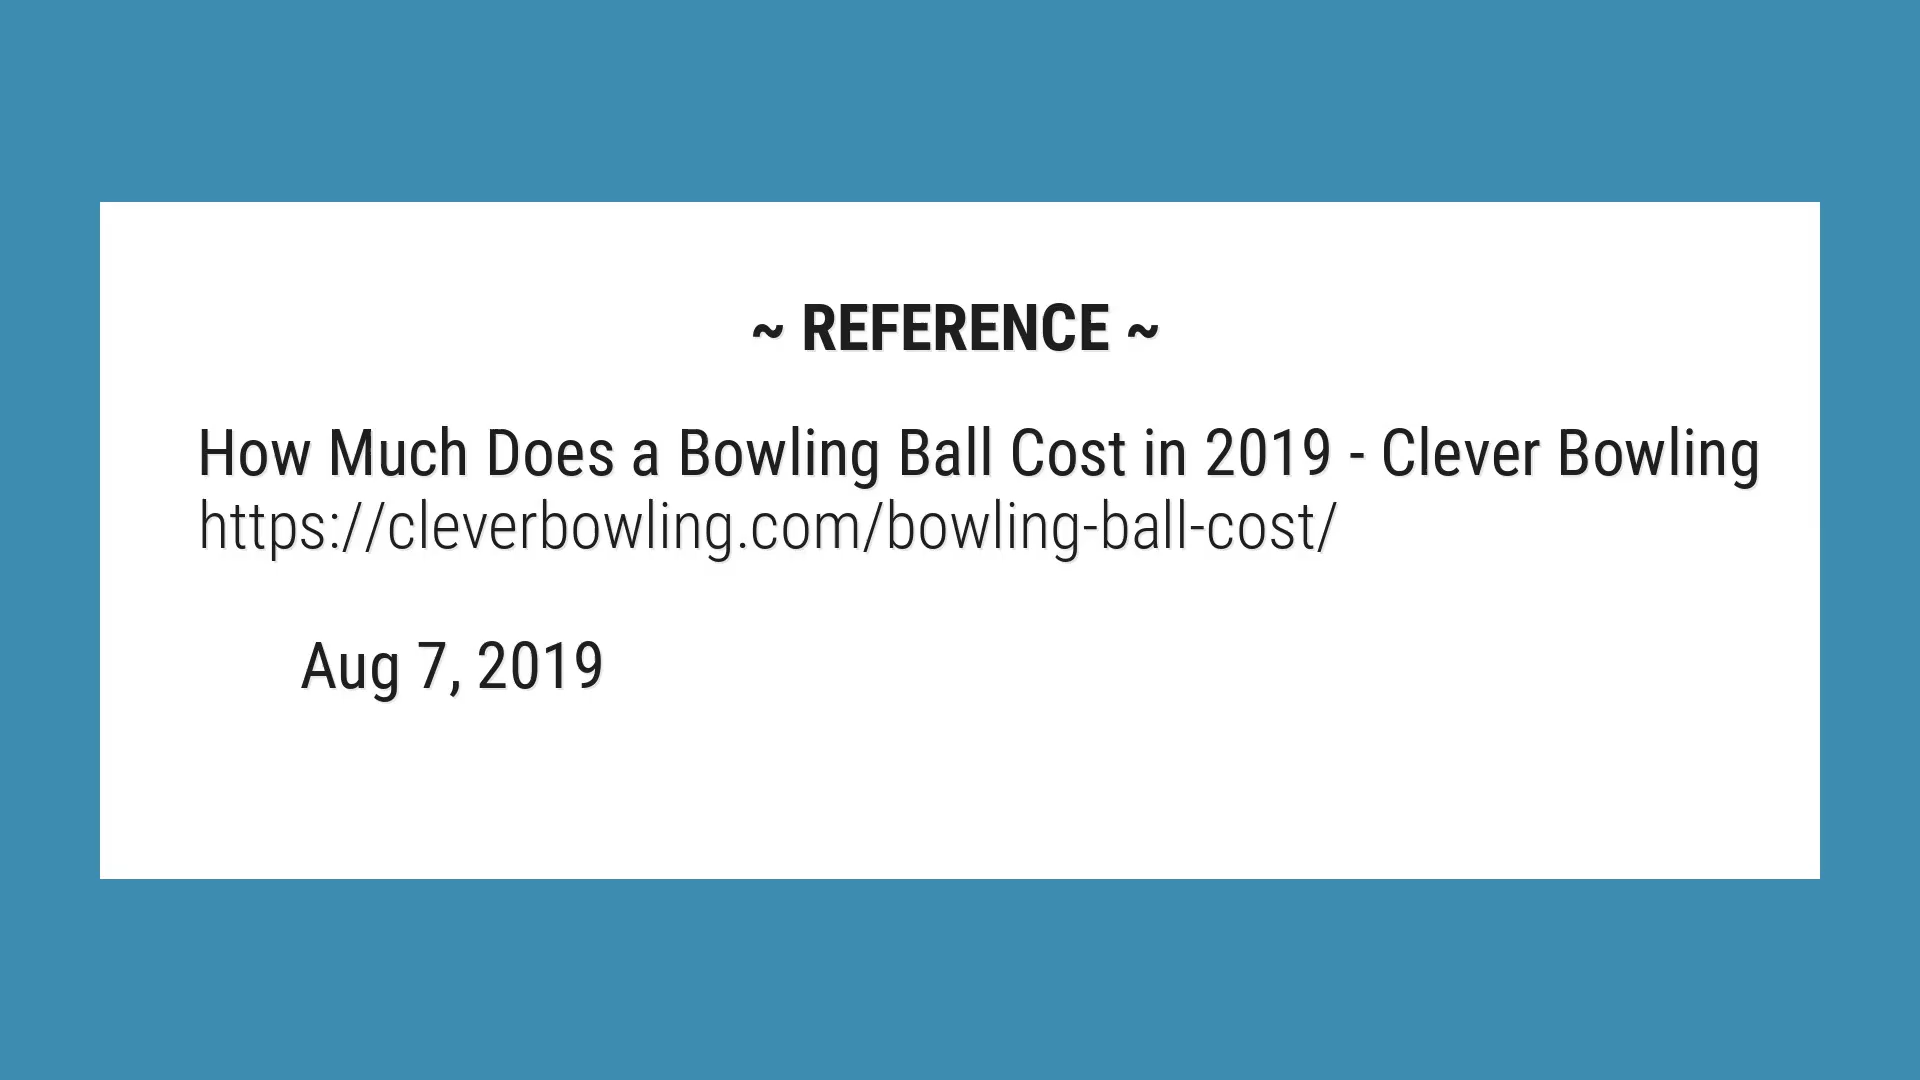 ~ REFERENCE ~
How Much Does a Bowling Ball Cost in 2019 - Clever Bowling
https://cleverbowling.com/bowling-ball-cost/
Aug 7, 2019